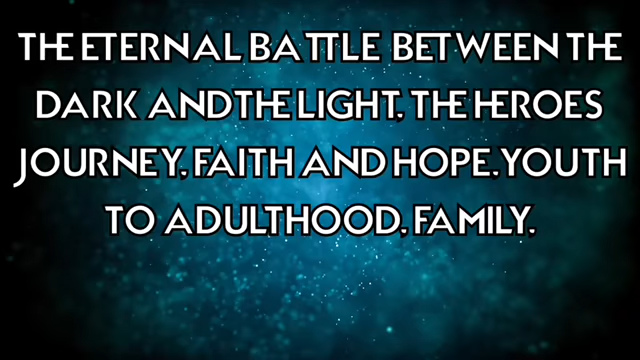 THE ETERNAL BATTLE BETWEEN THE
DARK AND THE LIGHT. THE HEROES
JOURNEY. FAITH AND HOPE. YOUTH
TO ADULTHOOD. FAMILY.